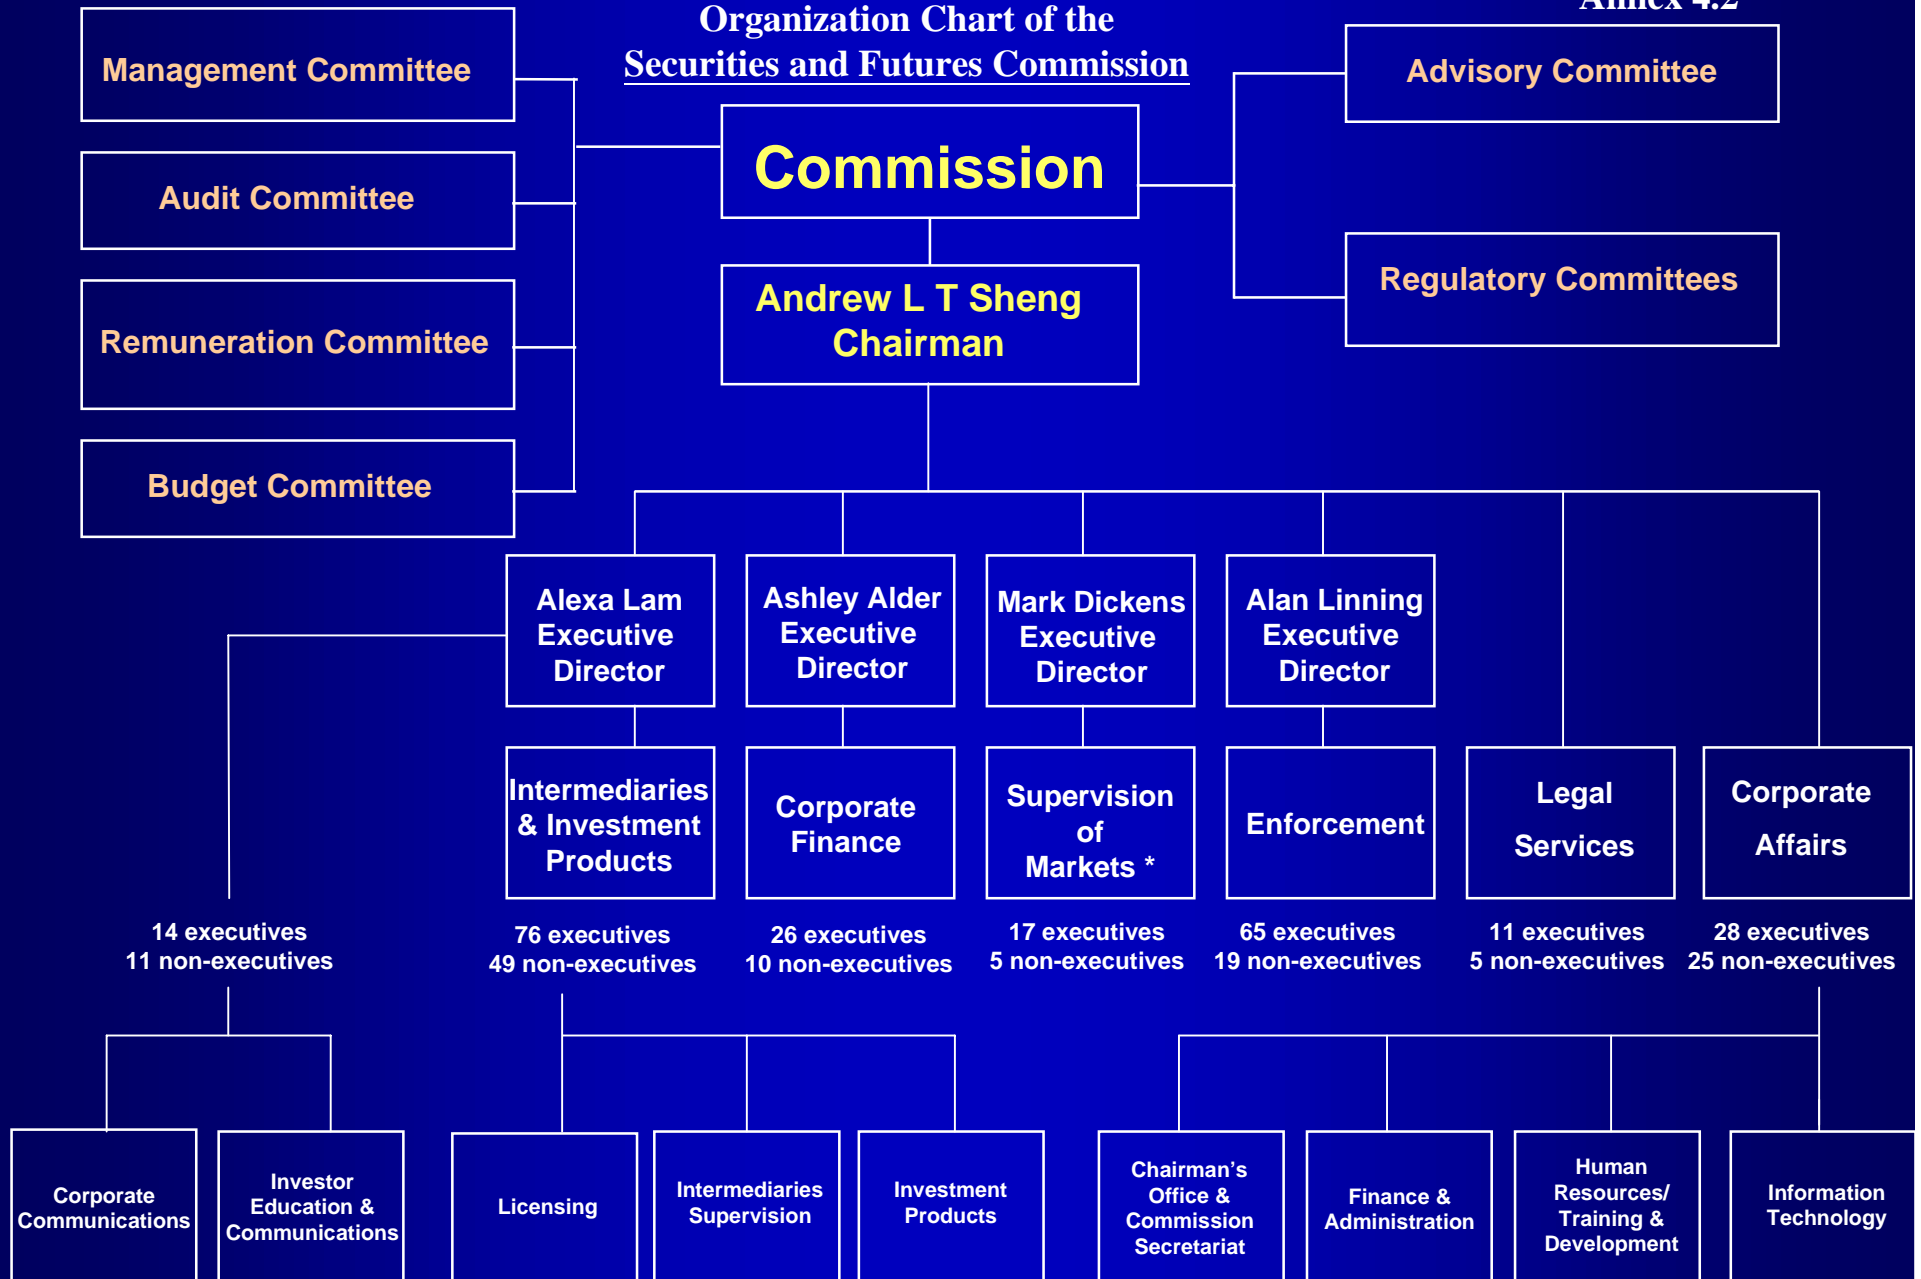 Annex 4.2
Organization Chart of the
Securities and Futures Commission
Management Committee
Audit Committee
Remuneration Committee
Budget Committee
Commission
Andrew L T Sheng
Chairman
Advisory Committee
Regulatory Committees
Alexa Lam
Executive
Director
Ashley Alder
Executive
Director
Mark Dickens
Executive
Director
Alan Linning
Executive
Director
Intermediaries
& Investment
Products
Corporate
Finance
Supervision
of
Markets *
Enforcement
Legal
Services
Corporate
Affairs
14 executives
11 non-executives
76 executives
49 non-executives
26 executives
10 non-executives
17 executives
5 non-executives
65 executives
19 non-executives
11 executives
5 non-executives
28 executives
25 non-executives
Corporate
Communications
Investor
Education &
Communications
Licensing
Intermediaries
Supervision
Investment
Products
Chairman’s
Office &
Commission
Secretariat
Finance &
Administration
Human
Resources/
Training &
Development
Information
Technology